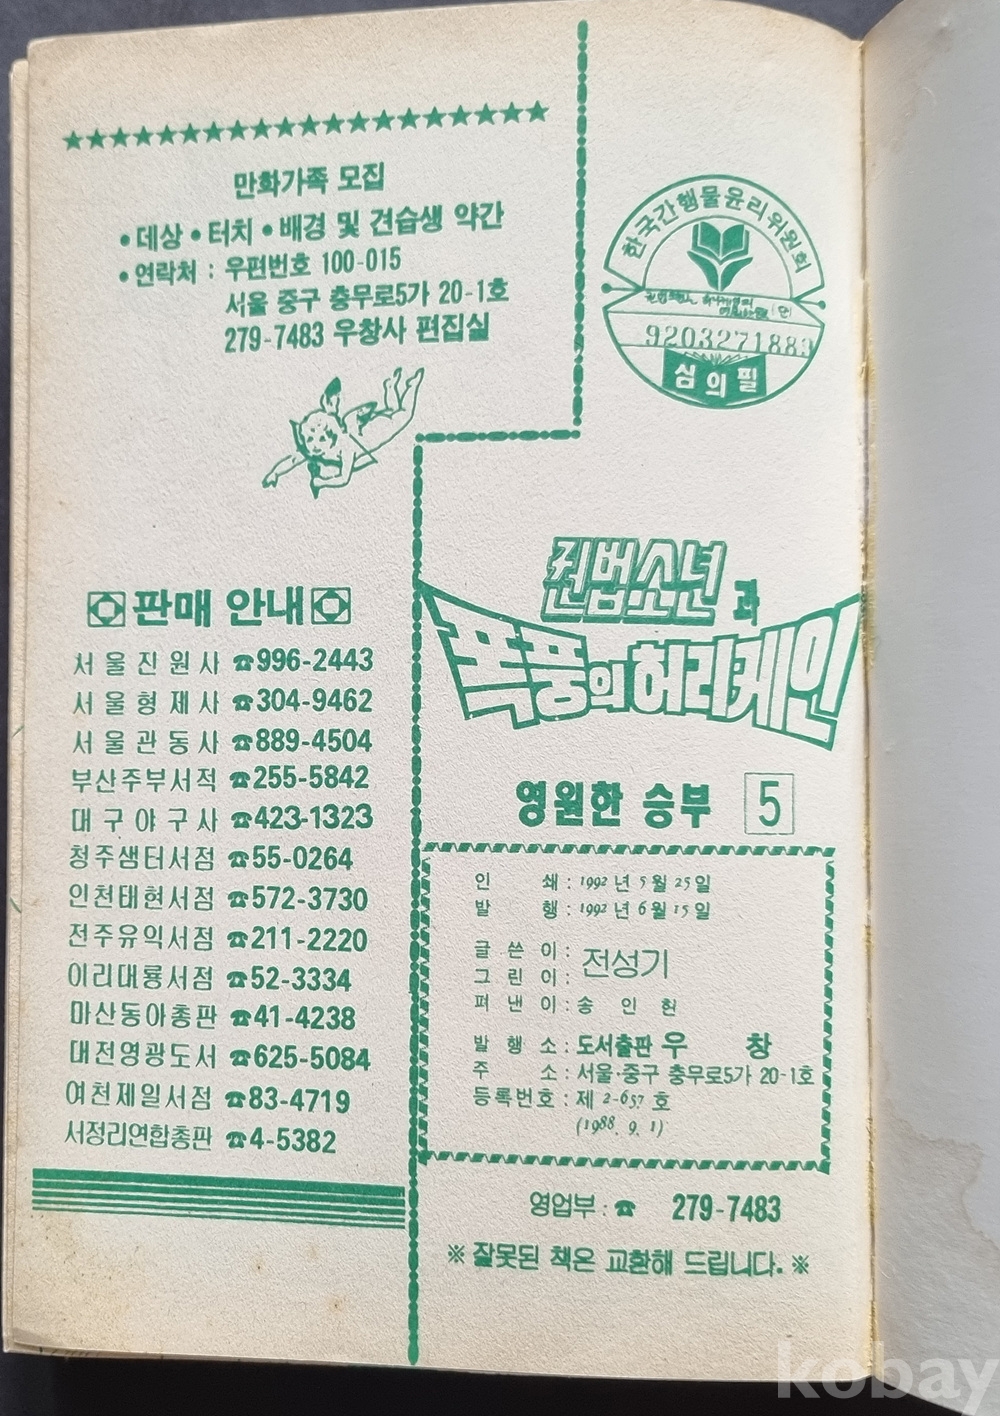 만화가족 모집
• 데상 • 터치 • 배경 및 견습생 약간
• 연락처 : 우편번호 100-015
서울 중구 충무로5가 20-1호
279-7483 우창사 편집실
한국간행물윤리위원회
9203271883
심의필
판매 안내
서울진원사 ☎996-2443
서울형제사 ☎304-9462
서울관동사 ☎889-4504
부산주부서적 ☎255-5842
대구야구사 ☎423-1323
청주샘터서점 ☎55-0264
인천태현서점 ☎572-3730
전주유익서점 ☎211-2220
이리대룡서점 ☎52-3334
마산동아총판 ☎41-4238
대전영광도서 ☎625-5084
여천제일서점 ☎83-4719
서정리연합총판 ☎4-5382
퀸범소년과
폭풍의 허리케인
영원한 승부 5
인 쇄 : 1992년 5월 25일
발 행 : 1992년 6월 15일
글 쓴 이 : 전성기
그 린 이 :
펴 낸 이 : 송 인 헌
발 행 소 : 도서출판 우 창
주 소 : 서울·중구 충무로5가 20-1호
등록번호 : 제 2-657호
(1988. 9. 1)
영업부 : ☎ 279-7483
※ 잘못된 책은 교환해 드립니다. ※
kobay